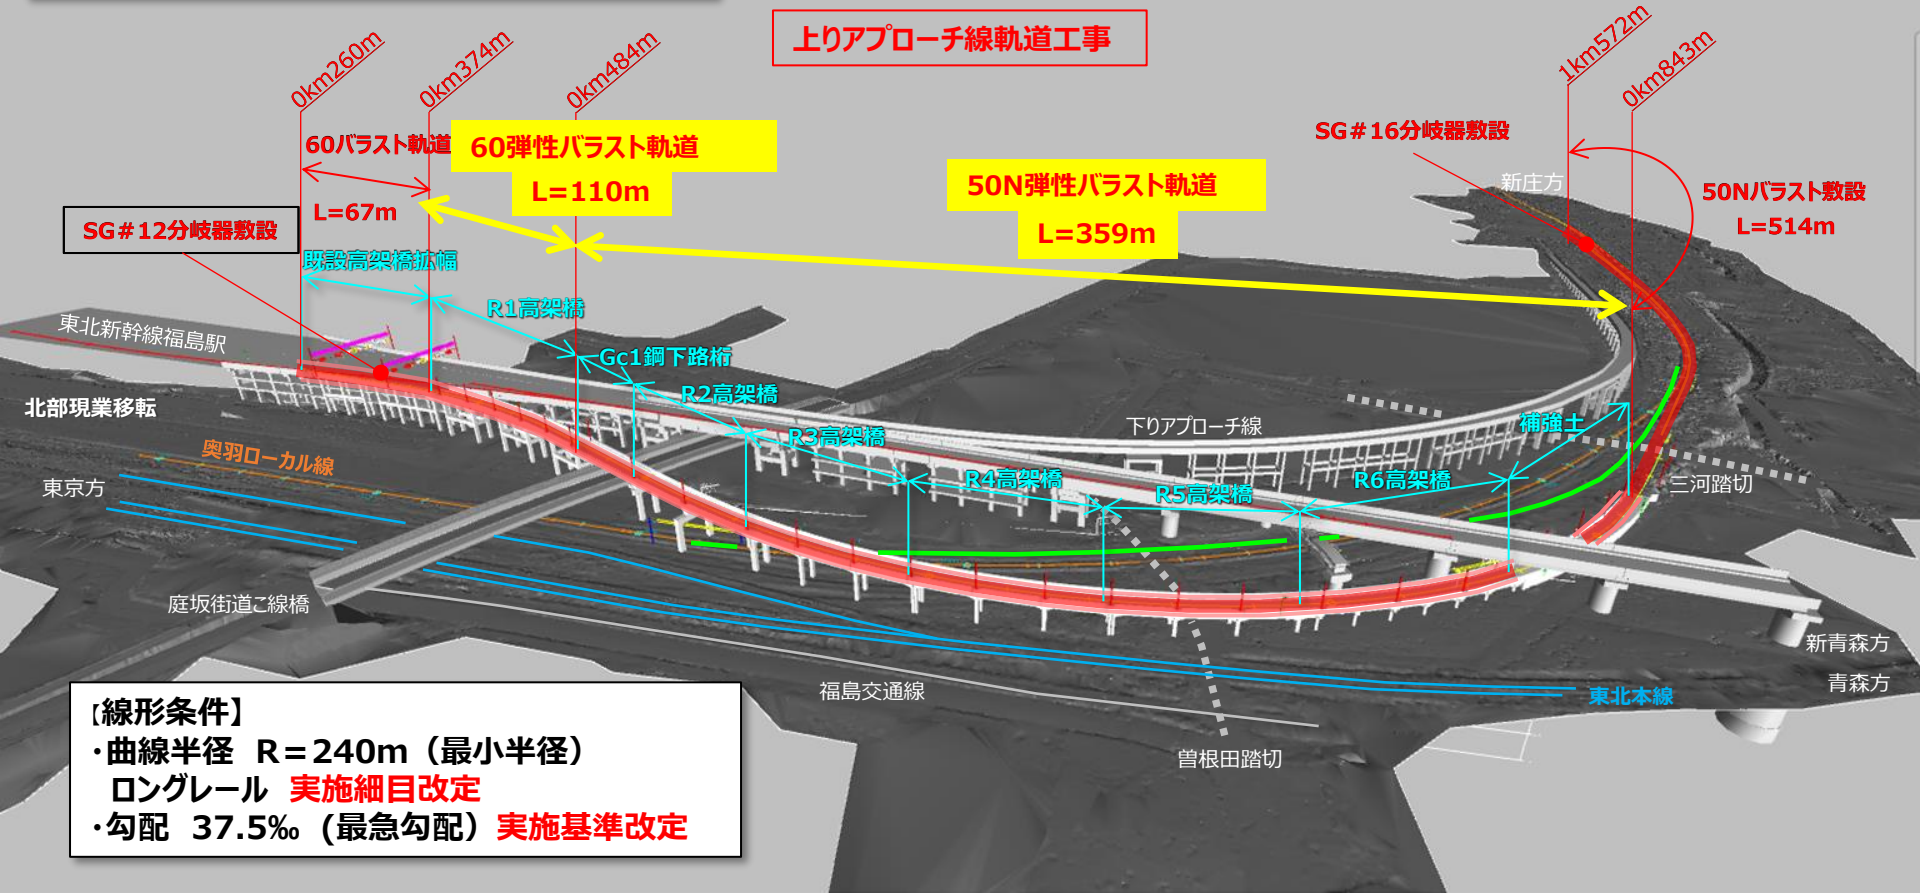 上りアプローチ線軌道工事
0km260m
0km374m
0km484m
1km572m
0km843m
60バラスト軌道
L=67m
60弾性バラスト軌道
L=110m
50N弾性バラスト軌道
L=359m
SG#16分岐器敷設
新庄方
50Nバラスト敷設
L=514m
SG#12分岐器敷設
既設高架橋拡幅
R1高架橋
Gc1鋼下路桁
R2高架橋
R3高架橋
R4高架橋
R5高架橋
R6高架橋
補強土
東北新幹線福島駅
北部現業移転
奥羽ローカル線
東京方
下りアプローチ線
三河踏切
庭坂街道こ線橋
福島交通線
曽根田踏切
新青森方
青森方
東北本線
【線形条件】
・曲線半径 R=240m(最小半径)
ロングレール 実施細目改定
・勾配 37.5‰ (最急勾配)実施基準改定